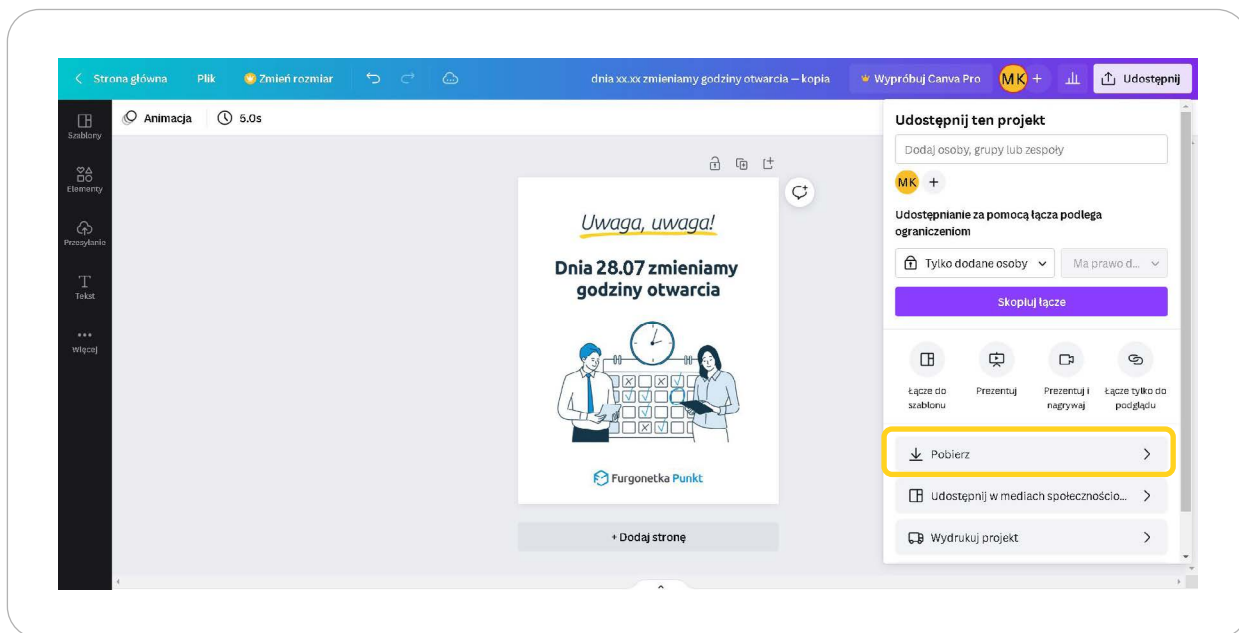 Strona główna
Plik
Zmień rozmiar
dnia xx.xx zmieniamy godziny otwarcia – kopia
Wypróbuj Canva Pro
MK +
Udostępnij
Szablony
Elementy
Przesyłanie
Tekst
Więcej
Animacja
5.0s
Uwaga, uwaga!
Dnia 28.07 zmieniamy
godziny otwarcia
Furgonetka Punkt
+ Dodaj stronę
Udostępnij ten projekt
Dodaj osoby, grupy lub zespoły
MK +
Udostępnianie za pomocą łącza podlega
ograniczeniom
Tylko dodane osoby
Ma prawo d...
Skopiuj łącze
Łącze do
szablonu
Prezentuj
Prezentuj i
nagrywaj
Łącze tylko do
podglądu
Pobierz
Udostępnij w mediach społecznościo...
Wydrukuj projekt